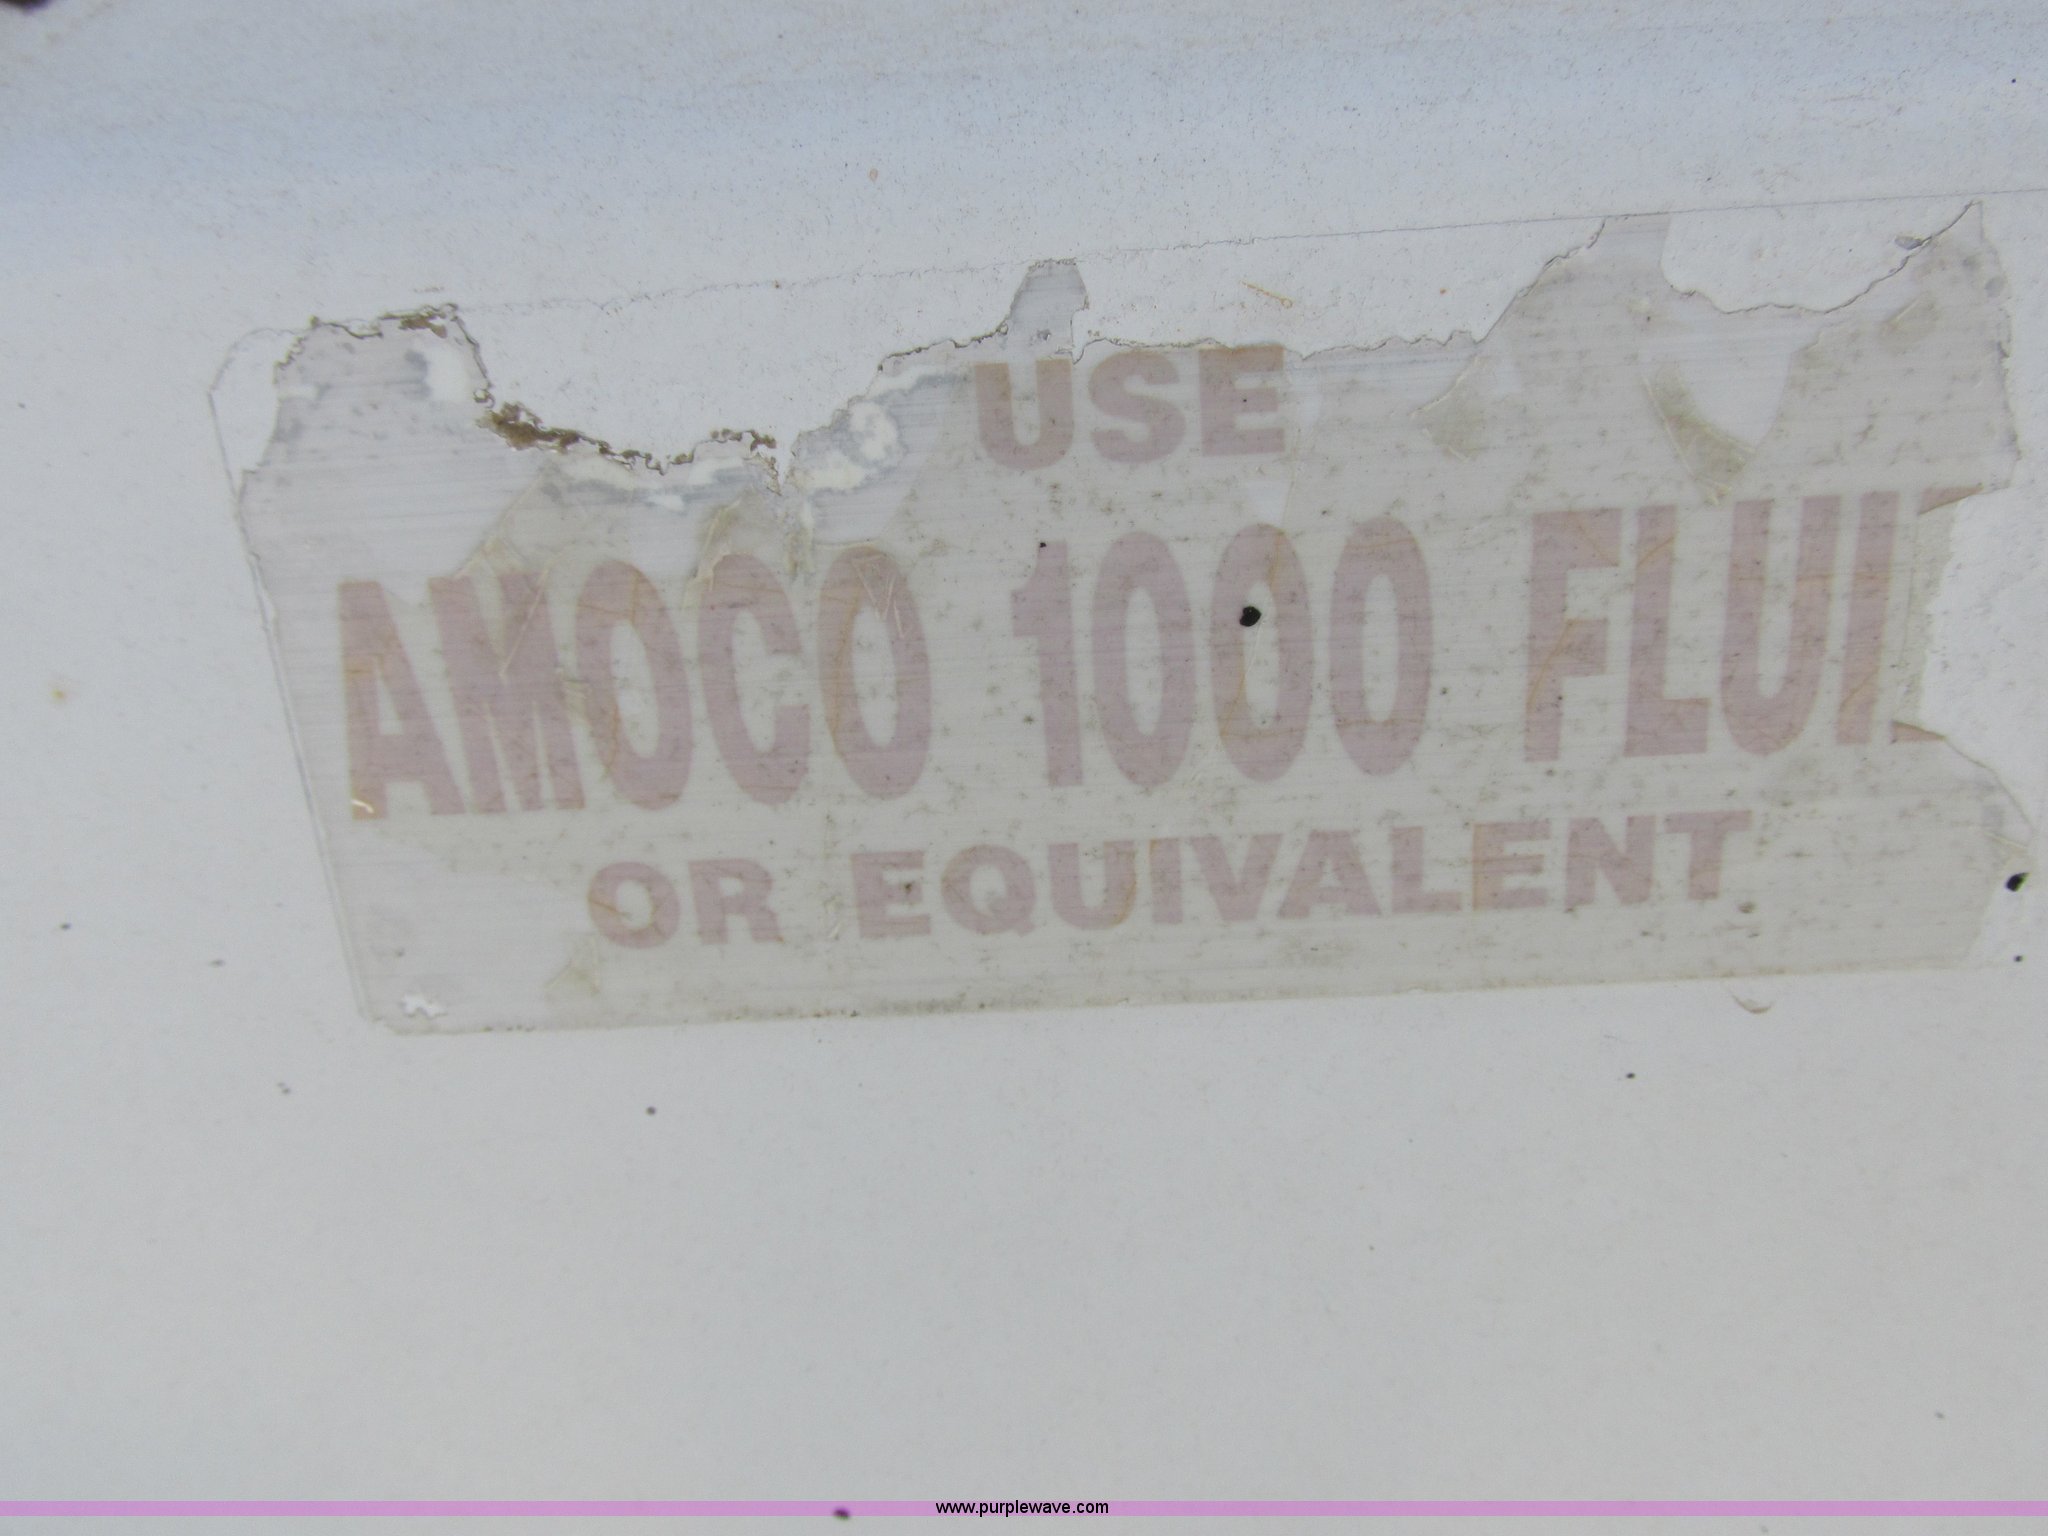 USE
AMOCO 1000 FLUI
OR EQUIVALENT
www.purplewave.com